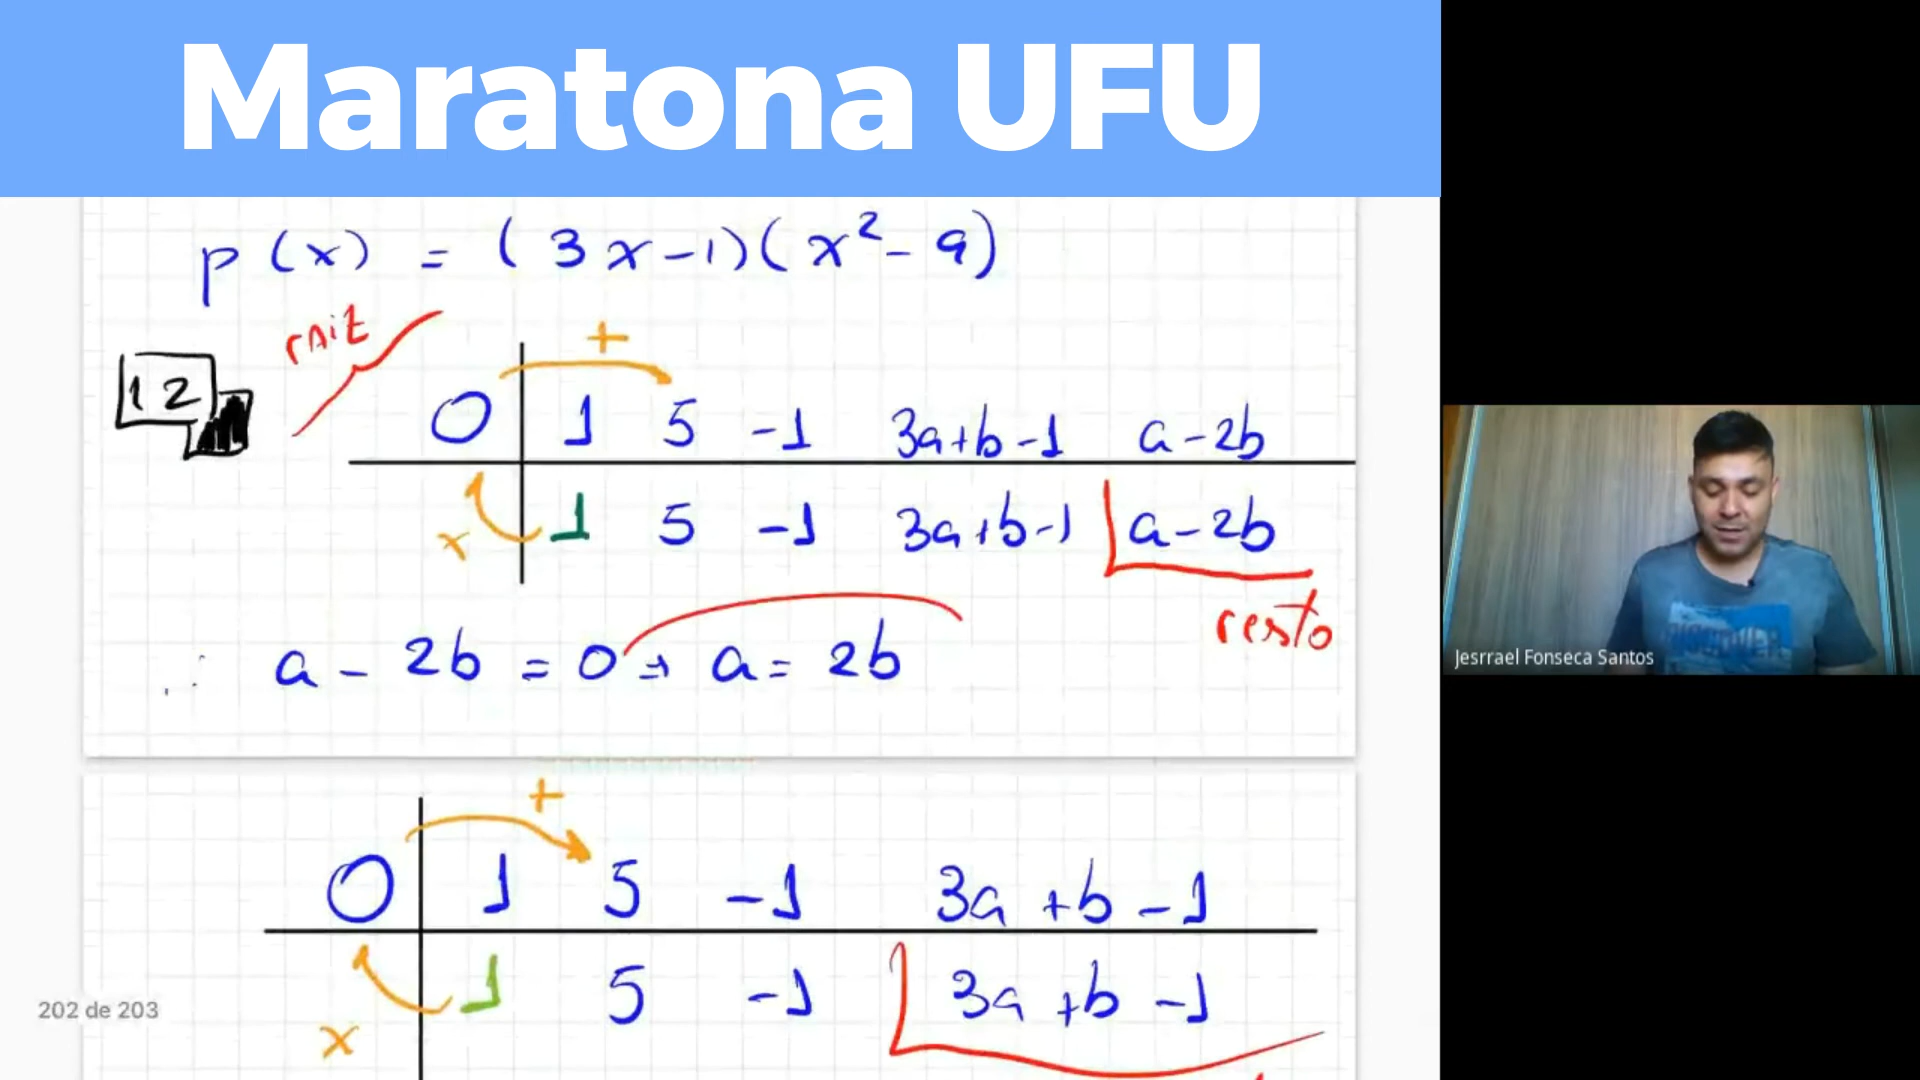 Maratona UFU
p (x) = (3x-1)(x²-9)
raiz
+
12
0 1 5 -1 3a+b-1 a-2b
x 1 5 -1 3a+b-1 a-2b
resto
∴ a - 2b = 0 → a = 2b
+
0 1 5 -1 3a +b -1
1 5 -1 3a +b -1
x
202 de 203
Jesrrael Fonseca Santos